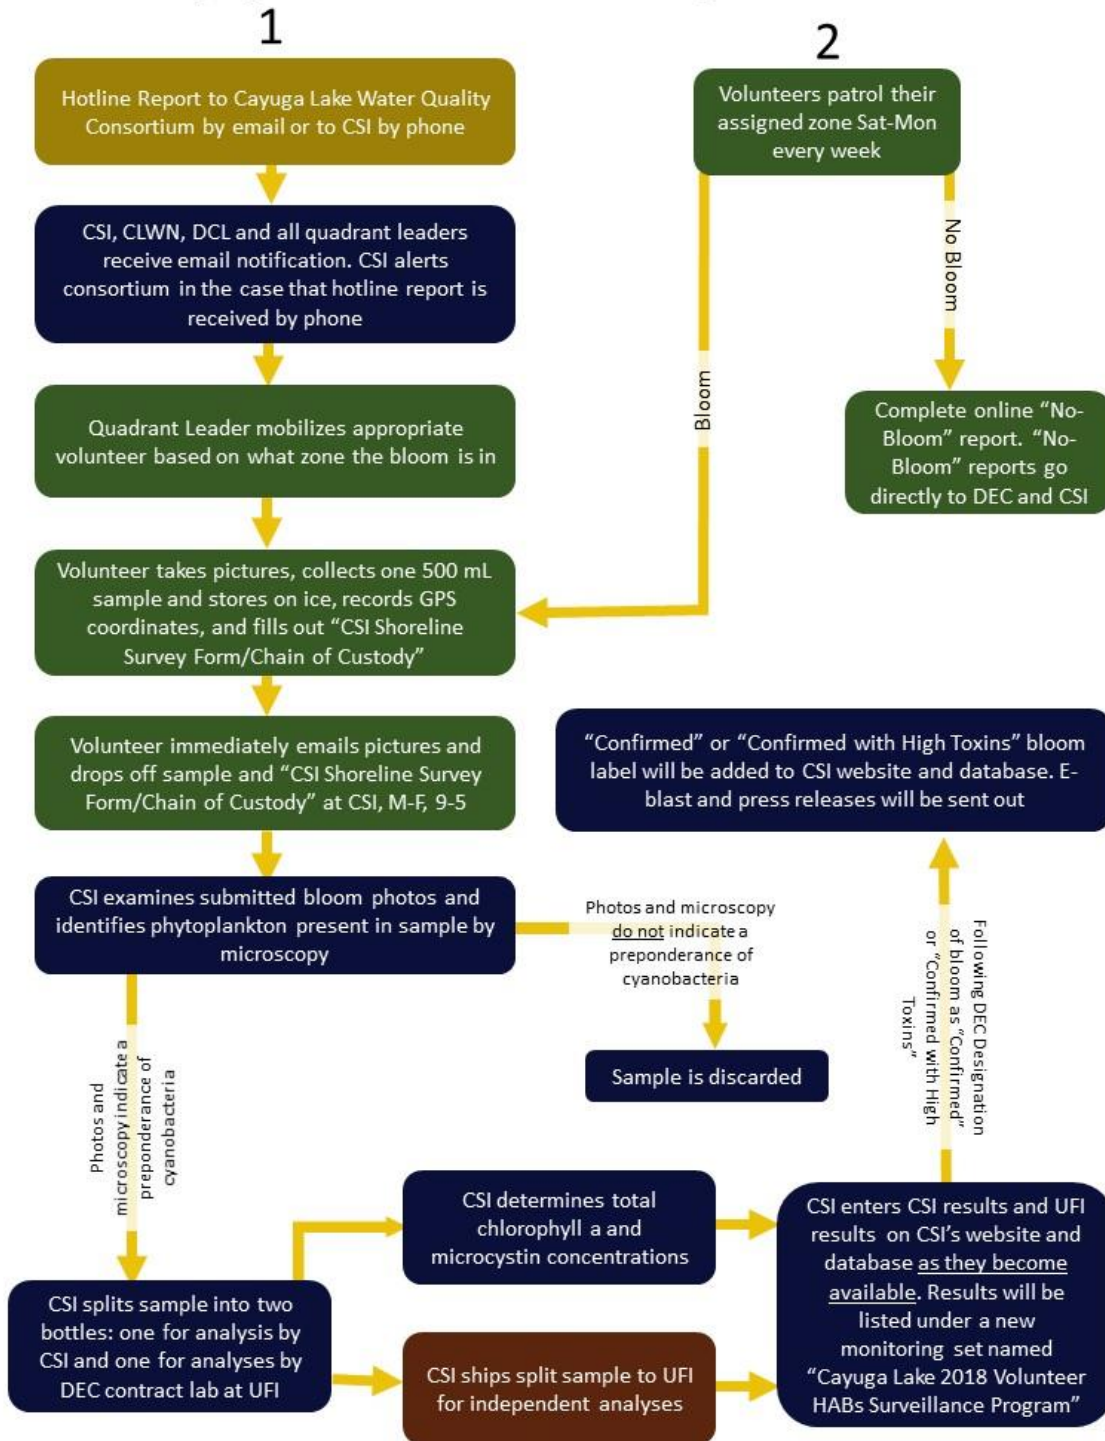 1
Hotline Report to Cayuga Lake Water Quality
Consortium by email or to CSI by phone
CSI, CLWN, DCL and all quadrant leaders
receive email notification. CSI alerts
consortium in the case that hotline report is
received by phone
Quadrant Leader mobilizes appropriate
volunteer based on what zone the bloom is in
Volunteer takes pictures, collects one 500 mL
sample and stores on ice, records GPS
coordinates, and fills out “CSI Shoreline
Survey Form/Chain of Custody”
Volunteer immediately emails pictures and
drops off sample and “CSI Shoreline Survey
Form/Chain of Custody” at CSI, M-F, 9-5
CSI examines submitted bloom photos and
identifies phytoplankton present in sample by
microscopy
2
Volunteers patrol their
assigned zone Sat-Mon
every week
Bloom
No Bloom
Complete online “No-
Bloom” report. “No-
Bloom” reports go
directly to DEC and CSI
Photos and microscopy
do not indicate a
preponderance of
cyanobacteria
Sample is discarded
Photos and
microscopy indicate a
preponderance of
cyanobacteria
CSI splits sample into two
bottles: one for analysis by
CSI and one for analyses by
DEC contract lab at UFI
CSI determines total
chlorophyll a and
microcystin concentrations
CSI ships split sample to UFI
for independent analyses
CSI enters CSI results and UFI
results on CSI’s website and
database as they become
available. Results will be
listed under a new
monitoring set named
“Cayuga Lake 2018 Volunteer
HABs Surveillance Program”
Following DEC Designation
of bloom as “Confirmed”
or “Confirmed with High
Toxins”
“Confirmed” or “Confirmed with High Toxins” bloom
label will be added to CSI website and database. E-
blast and press releases will be sent out